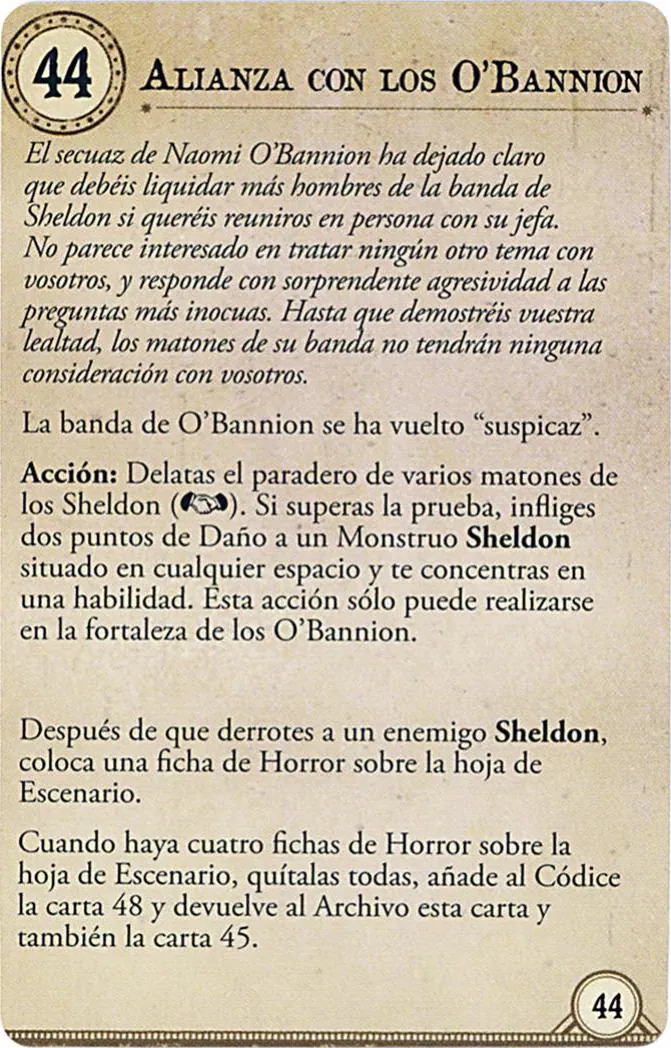 44
ALIANZA CON LOS O'BANNION
El secuaz de Naomi O'Bannion ha dejado claro
que debéis liquidar más hombres de la banda de
Sheldon si queréis reuniros en persona con su jefa.
No parece interesado en tratar ningún otro tema con
vosotros, y responde con sorprendente agresividad a las
preguntas más inocuas. Hasta que demostréis vuestra
lealtad, los matones de su banda no tendrán ninguna
consideración con vosotros.
La banda de O'Bannion se ha vuelto “suspicaz”.
Acción: Delatas el paradero de varios matones de
los Sheldon (). Si superas la prueba, infliges
dos puntos de Daño a un Monstruo Sheldon
situado en cualquier espacio y te concentras en
una habilidad. Esta acción sólo puede realizarse
en la fortaleza de los O'Bannion.
Después de que derrotes a un enemigo Sheldon,
coloca una ficha de Horror sobre la hoja de
Escenario.
Cuando haya cuatro fichas de Horror sobre la
hoja de Escenario, quítalas todas, añade al Códice
la carta 48 y devuelve al Archivo esta carta y
también la carta 45.
44